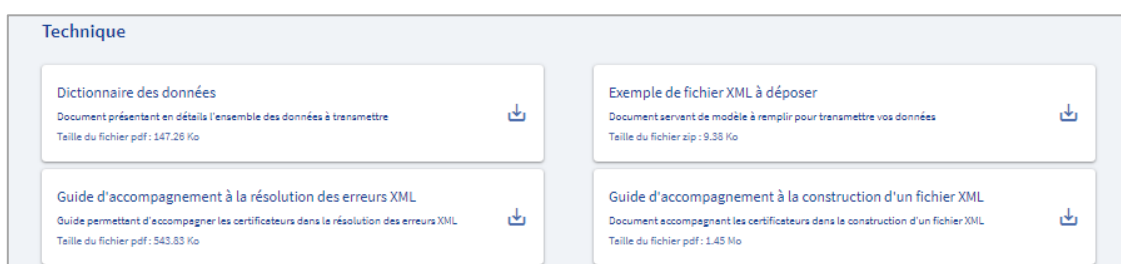 Technique
Dictionnaire des données
Document présentant en détails l'ensemble des données à transmettre
Taille du fichier pdf : 147.26 Ko
Exemple de fichier XML à déposer
Document servant de modèle à remplir pour transmettre vos données
Taille du fichier zip : 9.38 Ko
Guide d'accompagnement à la résolution des erreurs XML
Guide permettant d'accompagner les certificateurs dans la résolution des erreurs XML
Taille du fichier pdf : 543.83 Ko
Guide d'accompagnement à la construction d'un fichier XML
Document accompagnant les certificateurs dans la construction d'un fichier XML
Taille du fichier pdf : 1.45 Mo